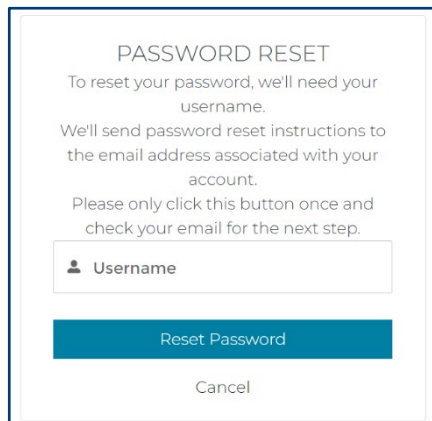 PASSWORD RESET
To reset your password, we'll need your
username.
We'll send password reset instructions to
the email address associated with your
account.
Please only click this button once and
check your email for the next step.
Username
Reset Password
Cancel